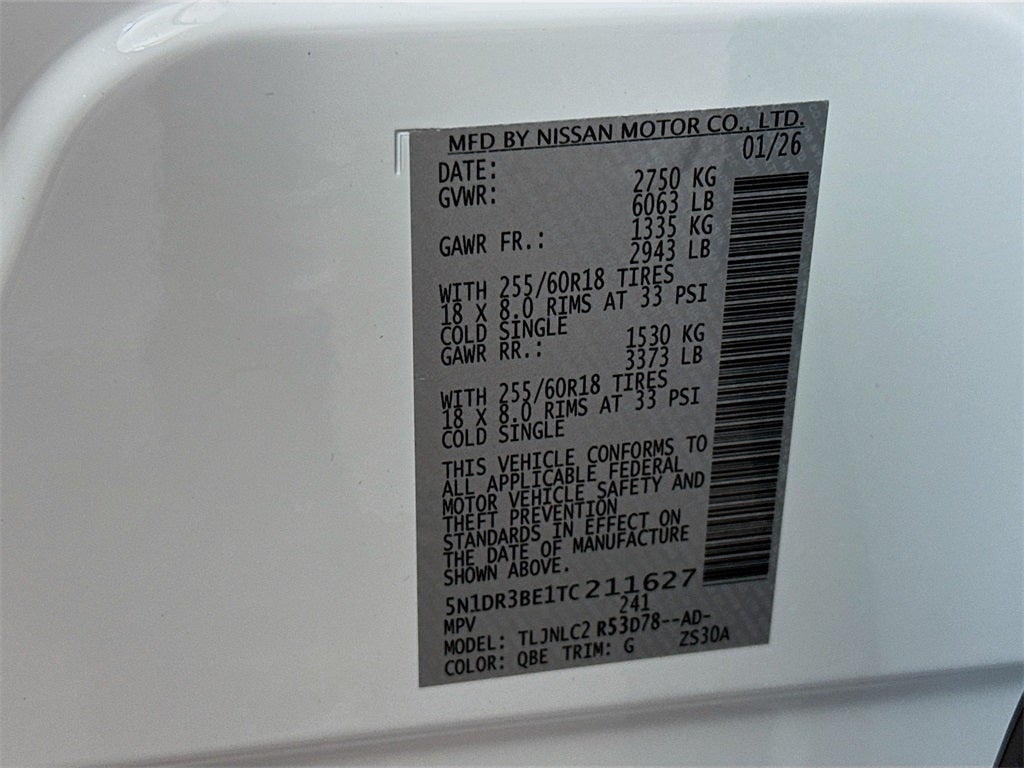 MFD BY NISSAN MOTOR CO., LTD.
DATE: 01/26
GVWR: 2750 KG
6063 LB
GAWR FR.: 1335 KG
2943 LB
WITH 255/60R18 TIRES
18 X 8.0 RIMS AT 33 PSI
COLD SINGLE
GAWR RR.: 1530 KG
3373 LB
WITH 255/60R18 TIRES
18 X 8.0 RIMS AT 33 PSI
COLD SINGLE
THIS VEHICLE CONFORMS TO
ALL APPLICABLE FEDERAL
MOTOR VEHICLE SAFETY AND
THEFT PREVENTION
STANDARDS IN EFFECT ON
THE DATE OF MANUFACTURE
SHOWN ABOVE.
5N1DR3BE1TC211627
MPV 241
MODEL: TLJNLC2 R53D78--AD-
COLOR: QBE TRIM: G ZS30A